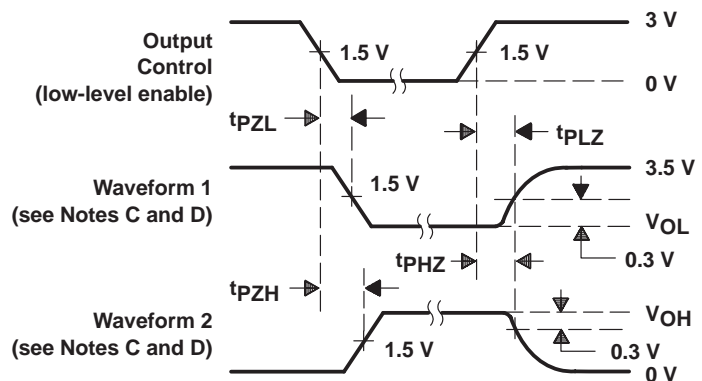 Output
Control
(low-level enable)
1.5 V
1.5 V
3 V
0 V
tPZL
tPLZ
Waveform 1
(see Notes C and D)
1.5 V
3.5 V
VOL
0.3 V
tPHZ
tPZH
Waveform 2
(see Notes C and D)
1.5 V
VOH
0.3 V
0 V